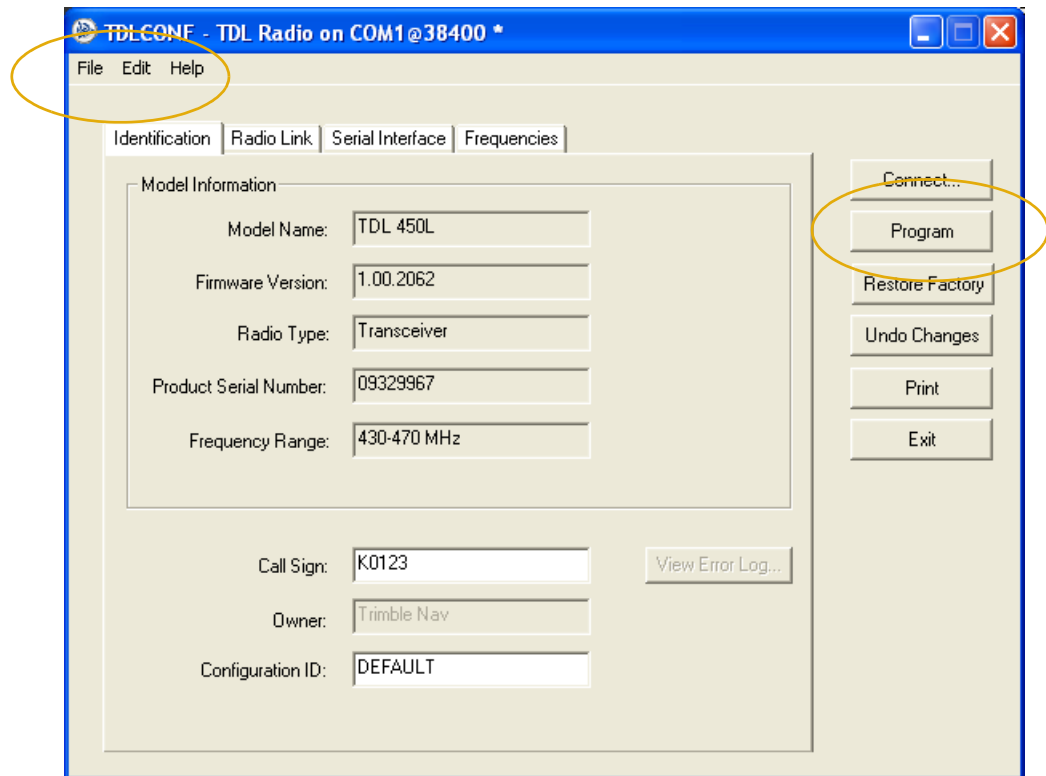 TDLCONF - TDL Radio on COM1@38400 *
File Edit Help
Identification Radio Link Serial Interface Frequencies
Model Information
Model Name: TDL 450L
Firmware Version: 1.00.2062
Radio Type: Transceiver
Product Serial Number: 09329967
Frequency Range: 430-470 MHz
Call Sign: K0123
View Error Log...
Owner: Trimble Nav
Configuration ID: DEFAULT
Connect...
Program
Restore Factory
Undo Changes
Print
Exit